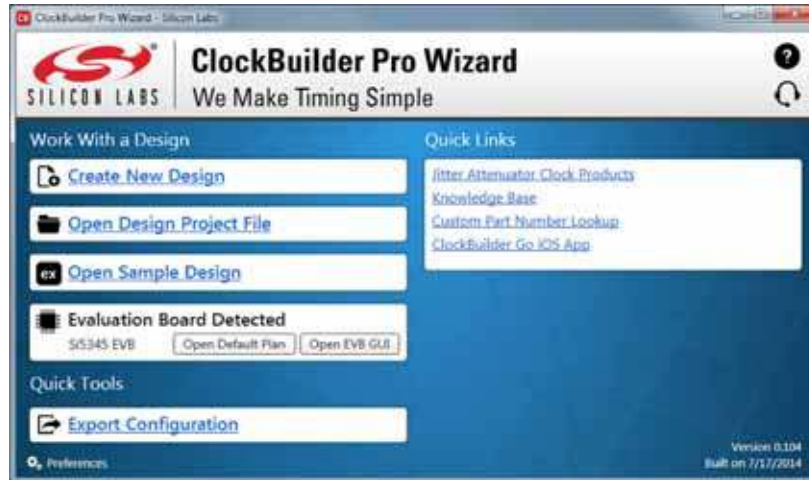 ClockBuilder Pro Wizard - Silicon Labs
SILICON LABS
ClockBuilder Pro Wizard
We Make Timing Simple
?
Work With a Design
Create New Design
Open Design Project File
ex Open Sample Design
Evaluation Board Detected
Si5345 EVB Open Default Plan Open EVB GUI
Quick Tools
Export Configuration
Preferences
Quick Links
Jitter Attenuator Clock Products
Knowledge Base
Custom Part Number Lookup
ClockBuilder Go iOS App
Version 0.104
Built on 7/17/2014